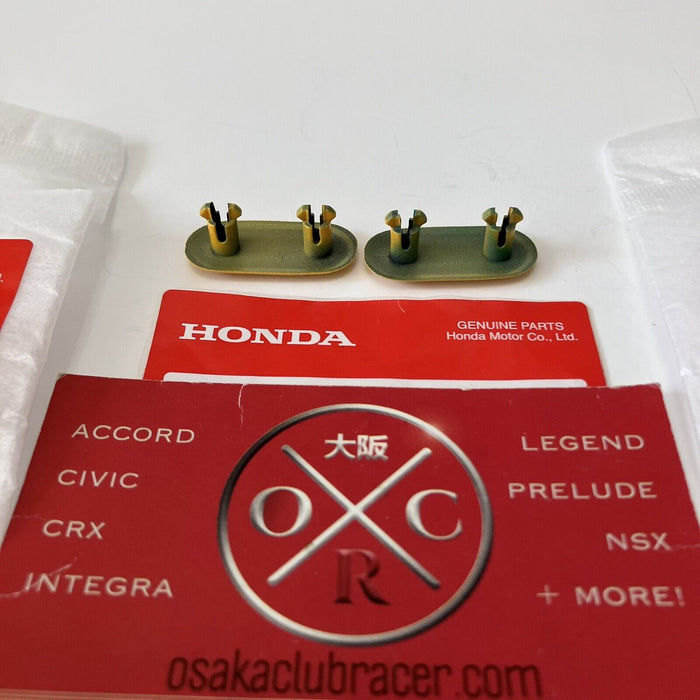 HONDA
GENUINE PARTS
Honda Motor Co., Ltd.
ACCORD
CIVIC
CRX
INTEGRA
大阪
O C
R
LEGEND
PRELUDE
NSX
+ MORE!
osakaclubracer.com